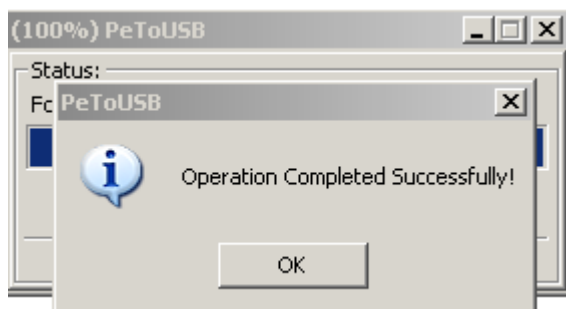 (100%) PeToUSB
Status:
PeToUSB
Operation Completed Successfully!
OK